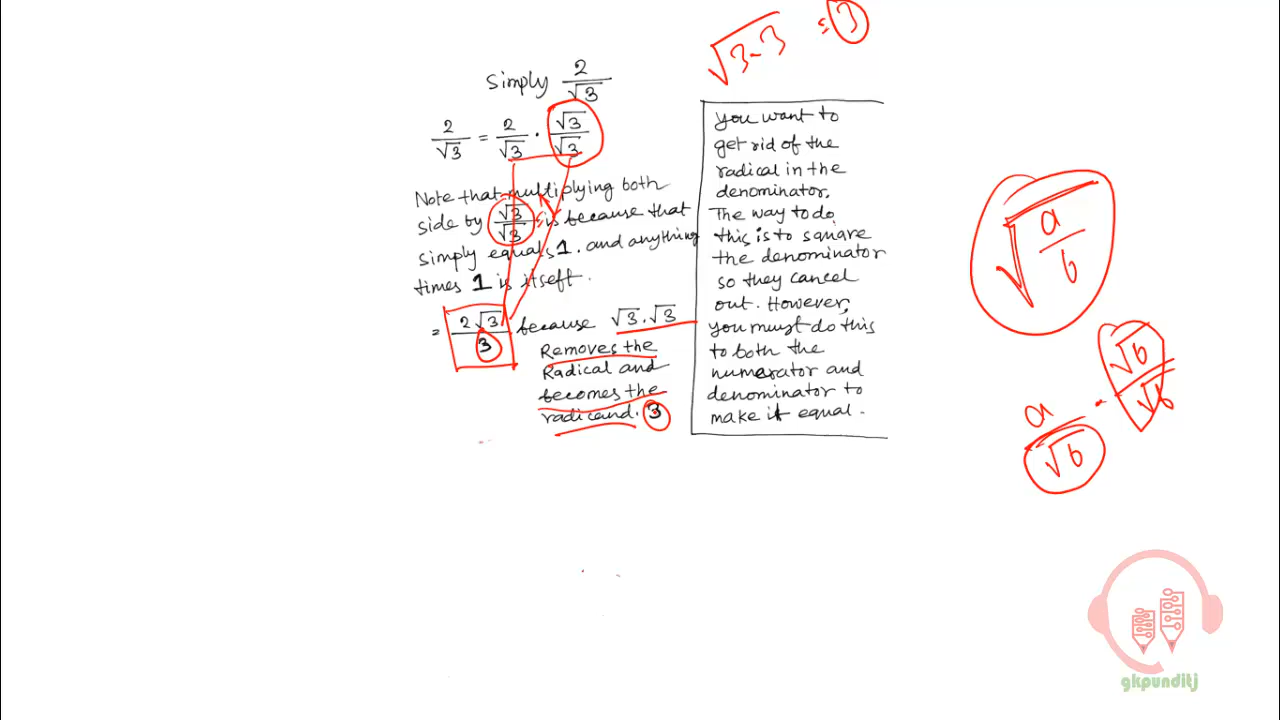 √3·3 = 3
Simply 2/√3
2/√3 = 2/√3 · √3/√3
Note that multiplying both
side by √3/√3 is because that
simply equals 1. and anything
times 1 is itself.
= 2√3/3 because √3.√3
Removes the
Radical and
becomes the
radicand. 3
you want to
get rid of the
radical in the
denominator.
The way to do
this is to square
the denominator
so they cancel
out. However,
you must do this
to both the
numerator and
denominator to
make it equal.
√a/b
a/√b · √b/√b
gkpunditj